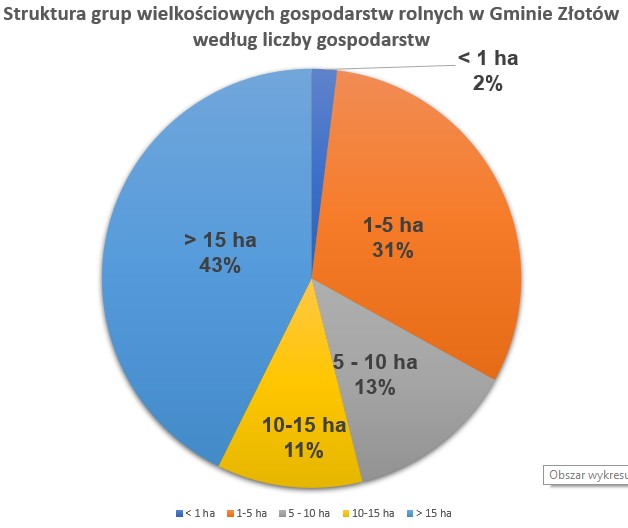 Struktura grup wielkościowych gospodarstw rolnych w Gminie Złotów
według liczby gospodarstw
< 1 ha
2%
1-5 ha
31%
> 15 ha
43%
5 - 10 ha
13%
10-15 ha
11%
Obszar wykresu
< 1 ha 1-5 ha 5 - 10 ha 10-15 ha > 15 ha